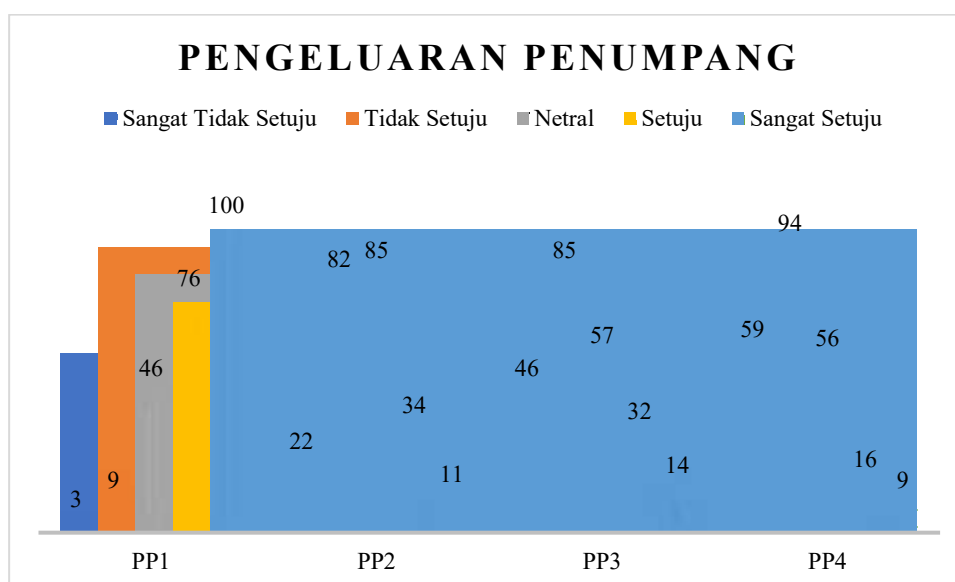 PENGELUARAN PENUMPANG
Sangat Tidak Setuju Tidak Setuju Netral Setuju Sangat Setuju
3 9 46 76 100
22 82 85 34 11
46 85 57 32 14
59 94 56 16 9
PP1 PP2 PP3 PP4